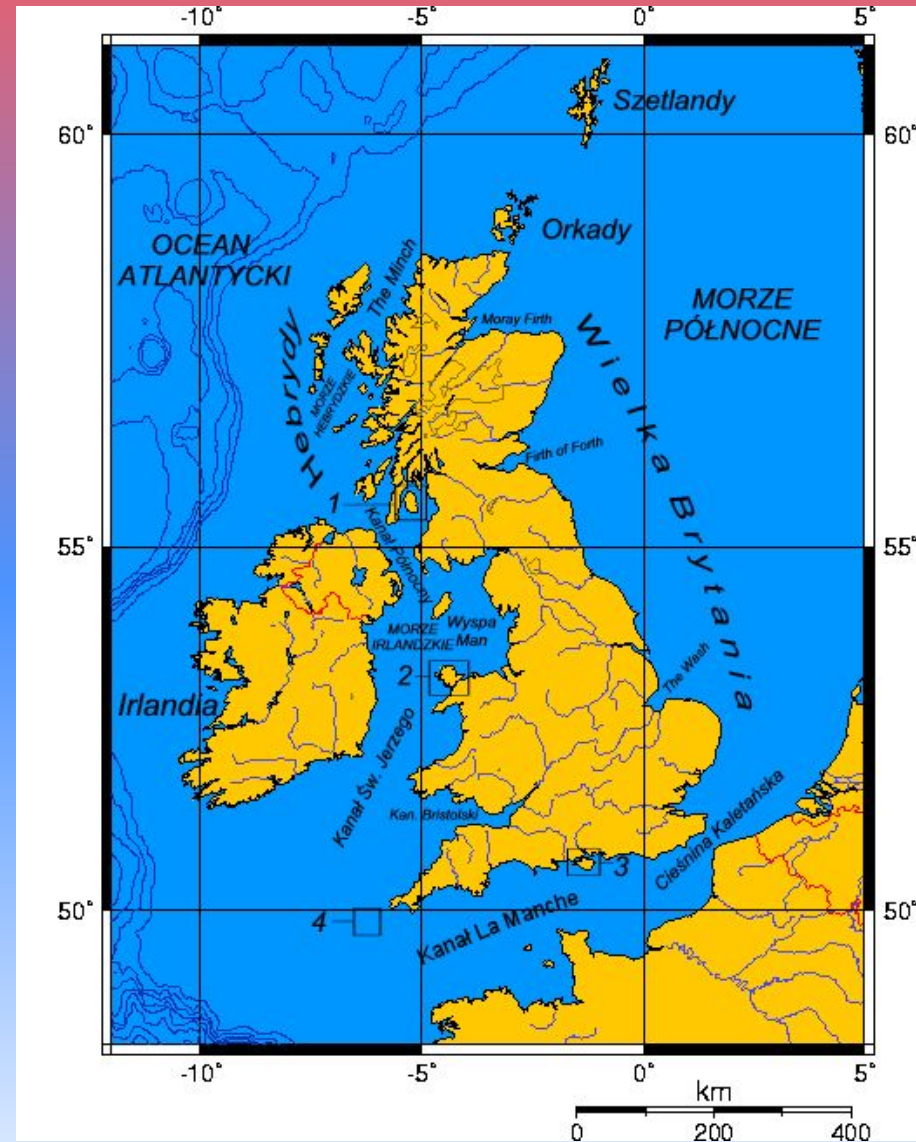 -10° -5° 0° 5°
Szetlandy
60° 60°
Orkady
OCEAN
ATLANTYCKI
The Minch
MORZE
PÓŁNOCNE
Moray Firth
Hebrydy
MORZE
HEBRYDZKIE
Wielka Brytania
Firth of Forth
1
Kanał Północny
55° 55°
Wyspa
Man
MORZE
IRLANDZKIE
2
The Wash
Irlandia
Kanał Św. Jerzego
Kan. Bristolski
Cieśnina Kaletańska
3
50° 50°
4
Kanał La Manche
-10° -5° 0° 5°
km
0 200 400